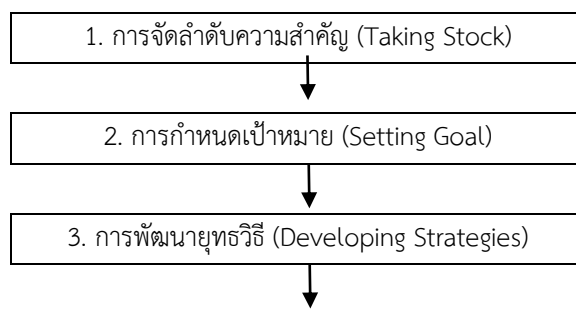 1. การจัดลำดับความสำคัญ (Taking Stock)
2. การกำหนดเป้าหมาย (Setting Goal)
3. การพัฒนายุทธวิธี (Developing Strategies)